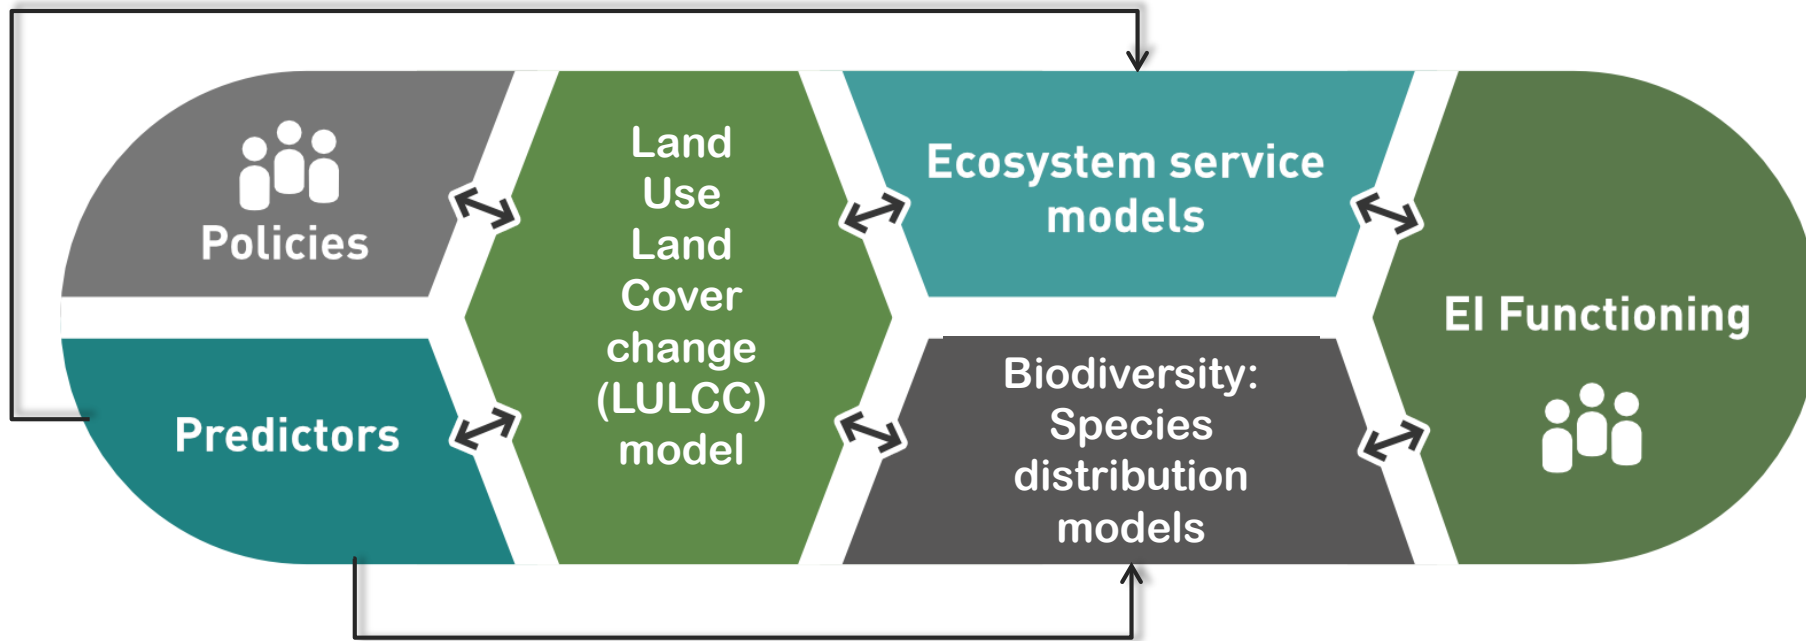 Policies
Predictors
Land
Use
Land
Cover
change
(LULCC)
model
Ecosystem service
models
Biodiversity:
Species
distribution
models
EI Functioning